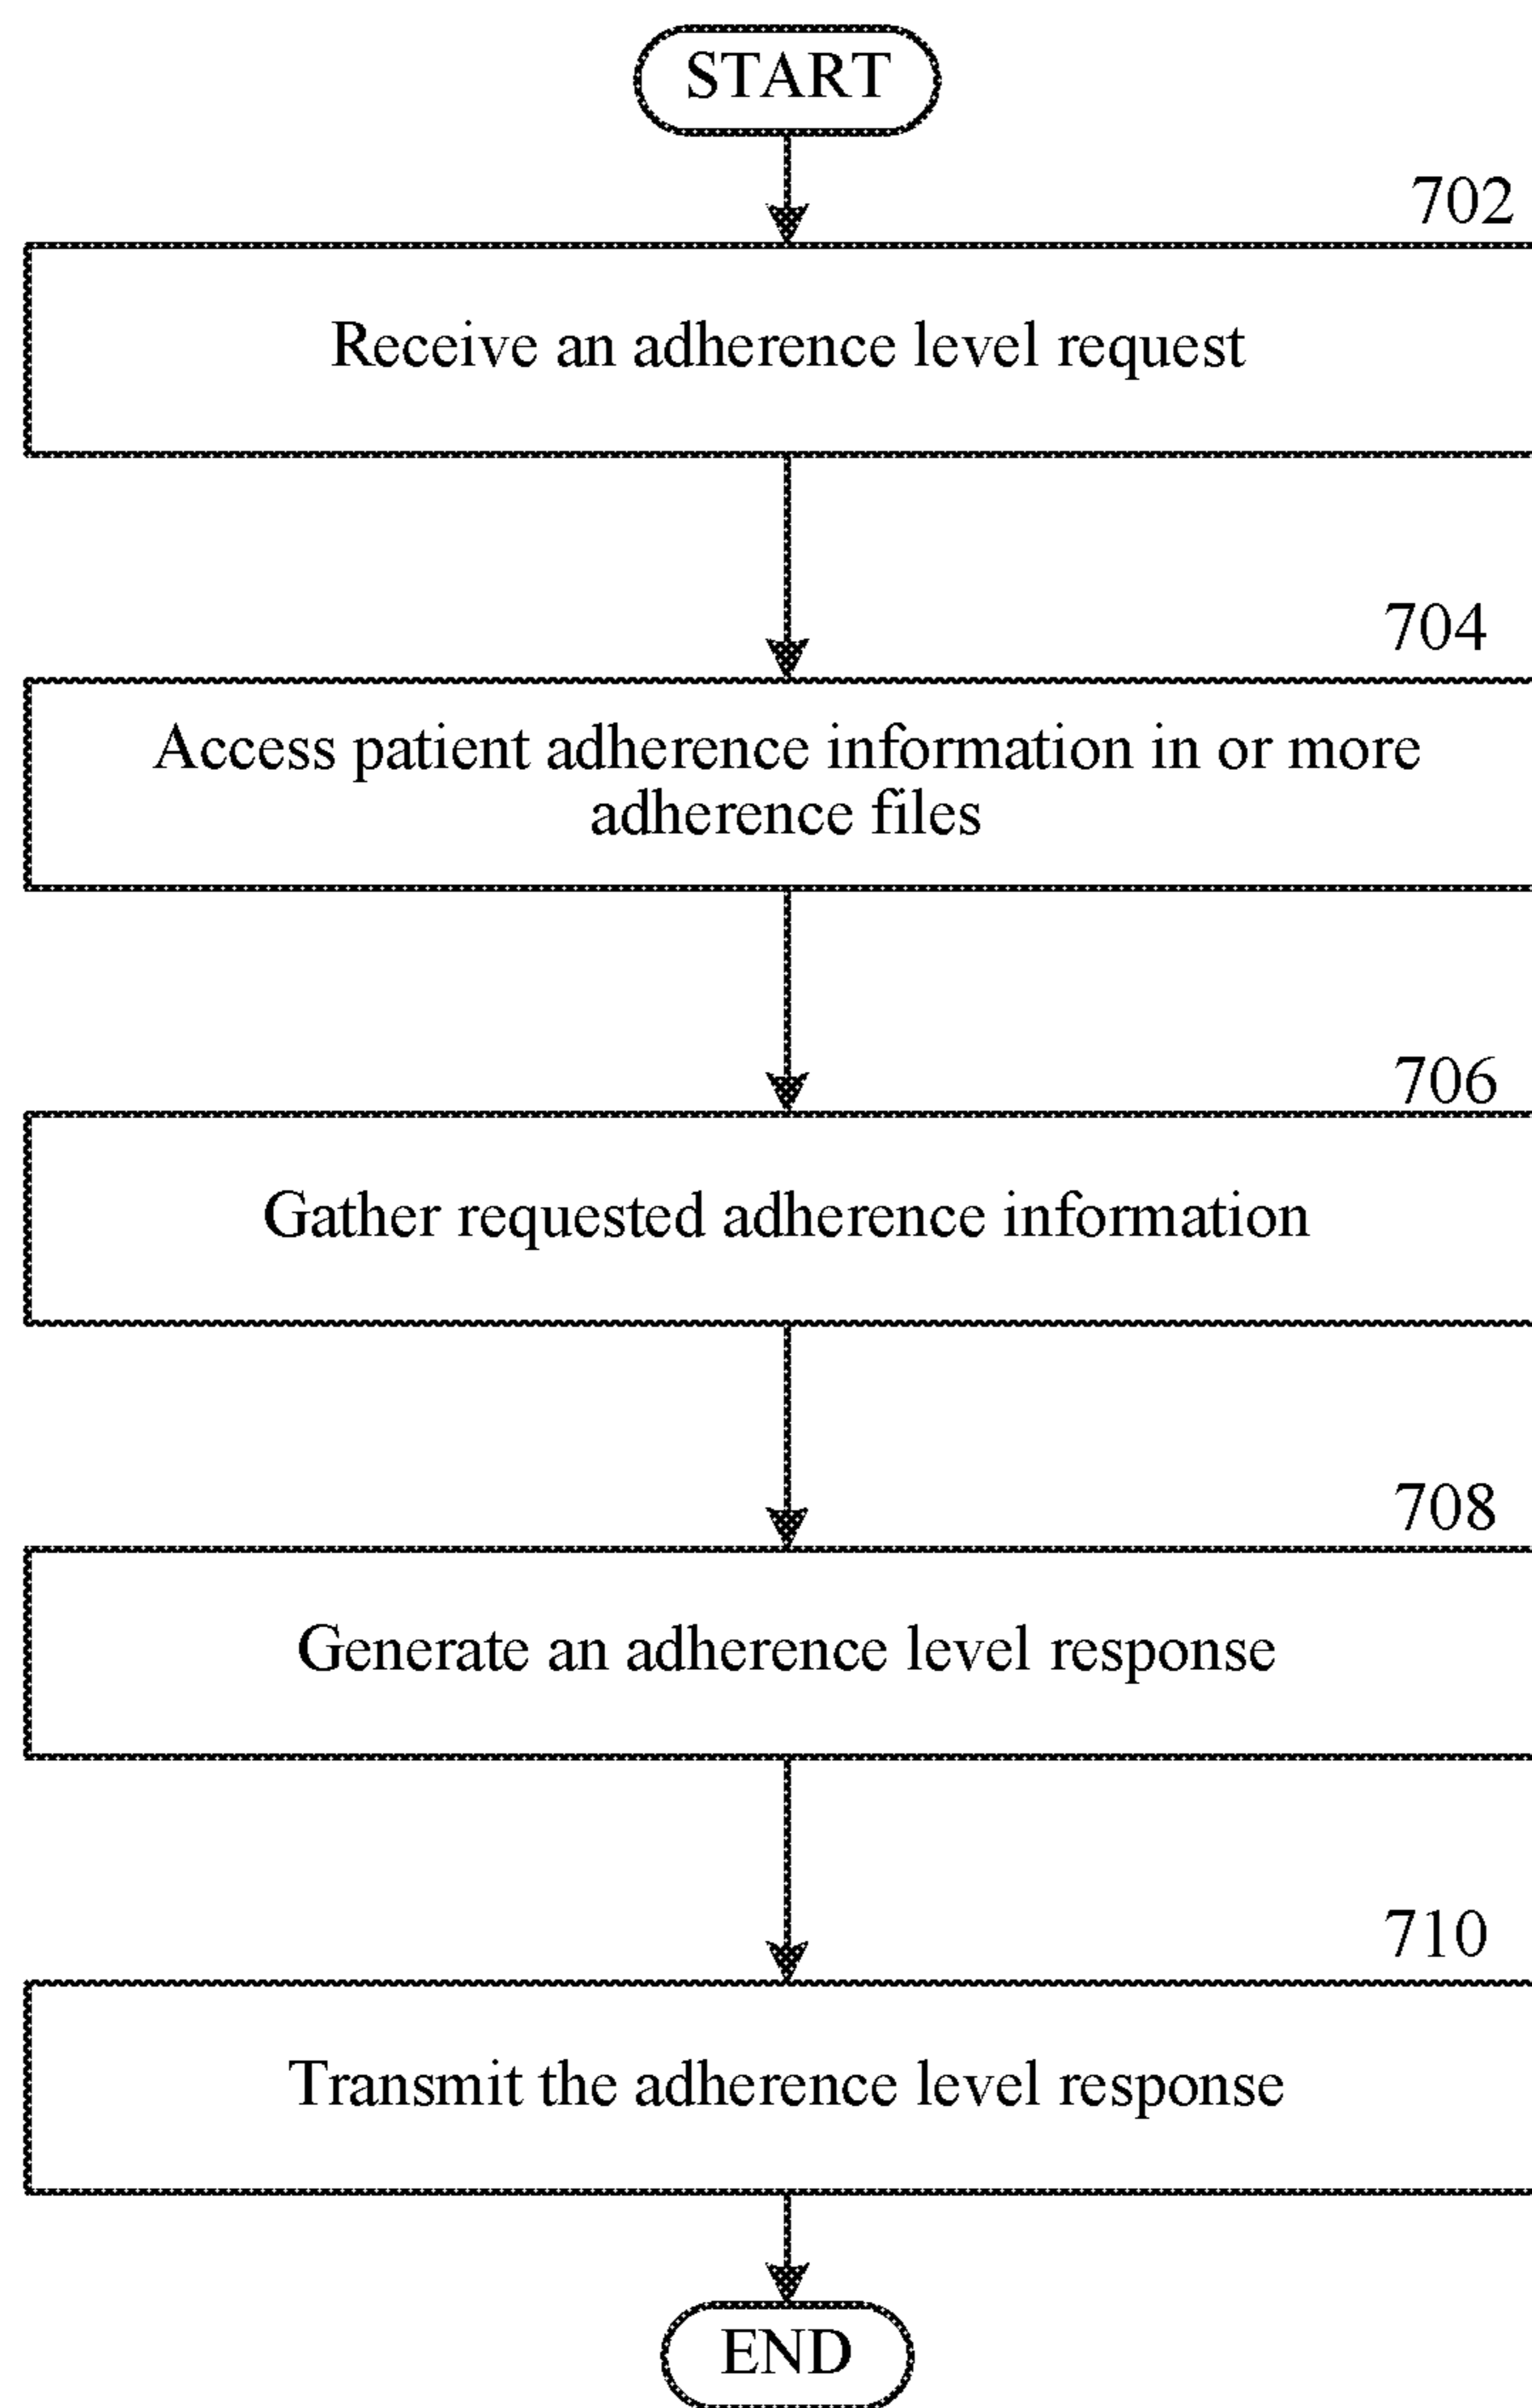 START
702
Receive an adherence level request
704
Access patient adherence information in or more
adherence files
706
Gather requested adherence information
708
Generate an adherence level response
710
Transmit the adherence level response
END